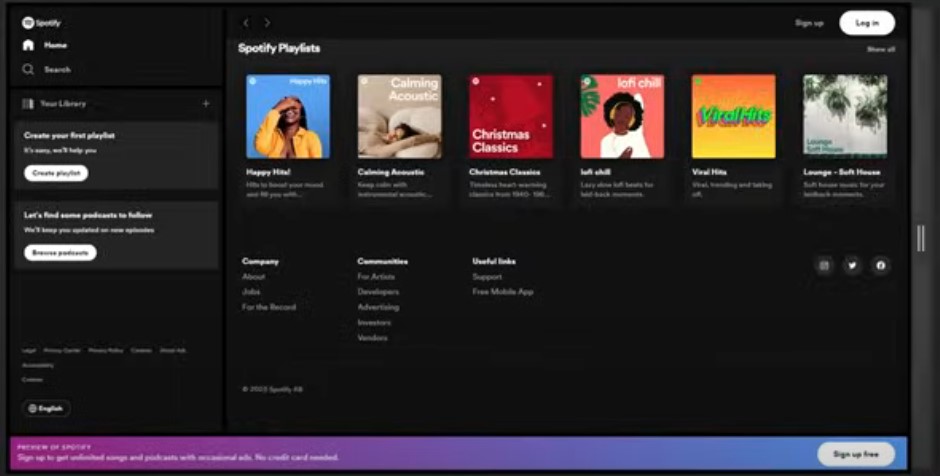 Spotify
Home
Search
Your Library
Create your first playlist
It's easy, we'll help you
Create playlist
Let's find some podcasts to follow
We'll keep you updated on new episodes
Browse podcasts
Legal Privacy Center Privacy Policy Cookies About Ads
Accessibility
Cookies
English
Sign up
Log in
Spotify Playlists
Show all
Happy Hits!
Calming
Acoustic
Christmas
Classics
lofi chill
Viral Hits
Lounge
Soft House
Happy Hits!
Hits to boost your mood
and fill you with...
Calming Acoustic
Keep calm with
instrumental acoustic...
Christmas Classics
Timeless heart-warming
classics from 1940- 196...
lofi chill
Lazy slow lofi beats for
laid-back moments.
Viral Hits
Viral, trending and taking
off.
Lounge - Soft House
Soft house music for your
laidback moments.
Company
About
Jobs
For the Record
Communities
For Artists
Developers
Advertising
Investors
Vendors
Useful links
Support
Free Mobile App
© 2023 Spotify AB
PREVIEW OF SPOTIFY
Sign up to get unlimited songs and podcasts with occasional ads. No credit card needed.
Sign up free